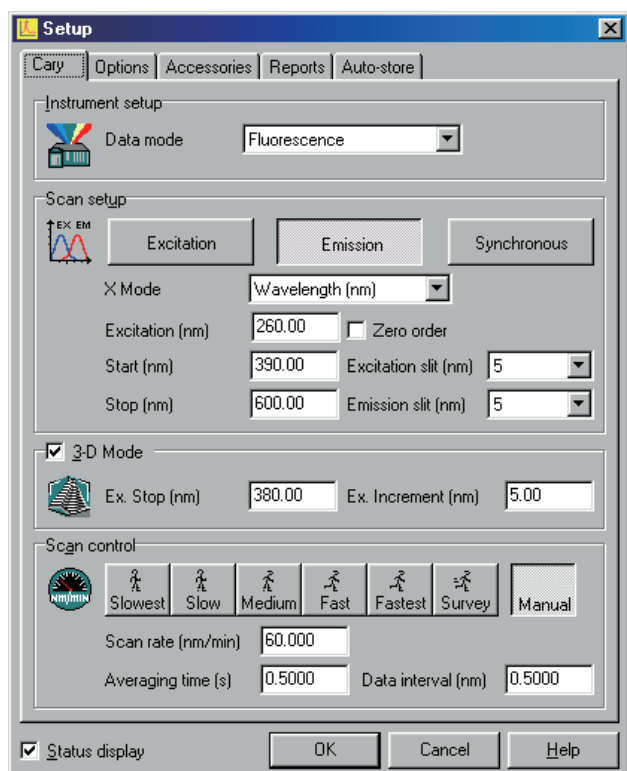 Setup
Cary Options Accessories Reports Auto-store
Instrument setup
Data mode Fluorescence
Scan setup
EX EM
Excitation Emission Synchronous
X Mode Wavelength (nm)
Excitation (nm) 260.00 Zero order
Start (nm) 390.00 Excitation slit (nm) 5
Stop (nm) 600.00 Emission slit (nm) 5
3-D Mode
Ex. Stop (nm) 380.00 Ex. Increment (nm) 5.00
Scan control
NM/MIN
Slowest Slow Medium Fast Fastest Survey Manual
Scan rate (nm/min) 60.000
Averaging time (s) 0.5000 Data interval (nm) 0.5000
Status display OK Cancel Help